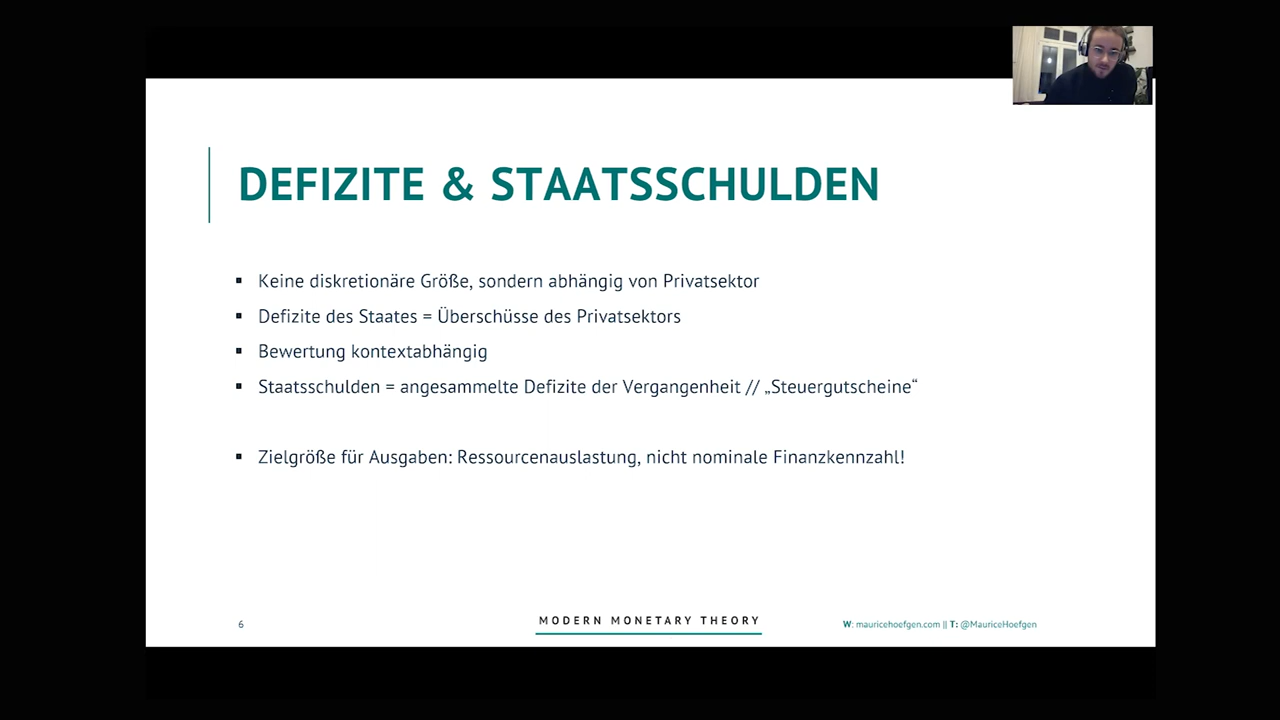 DEFIZITE & STAATSSCHULDEN
▪ Keine diskretionäre Größe, sondern abhängig von Privatsektor
▪ Defizite des Staates = Überschüsse des Privatsektors
▪ Bewertung kontextabhängig
▪ Staatsschulden = angesammelte Defizite der Vergangenheit // „Steuergutscheine“
▪ Zielgröße für Ausgaben: Ressourcenauslastung, nicht nominale Finanzkennzahl!
6
MODERN MONETARY THEORY
W: mauricehoefgen.com || T: @MauriceHoefgen